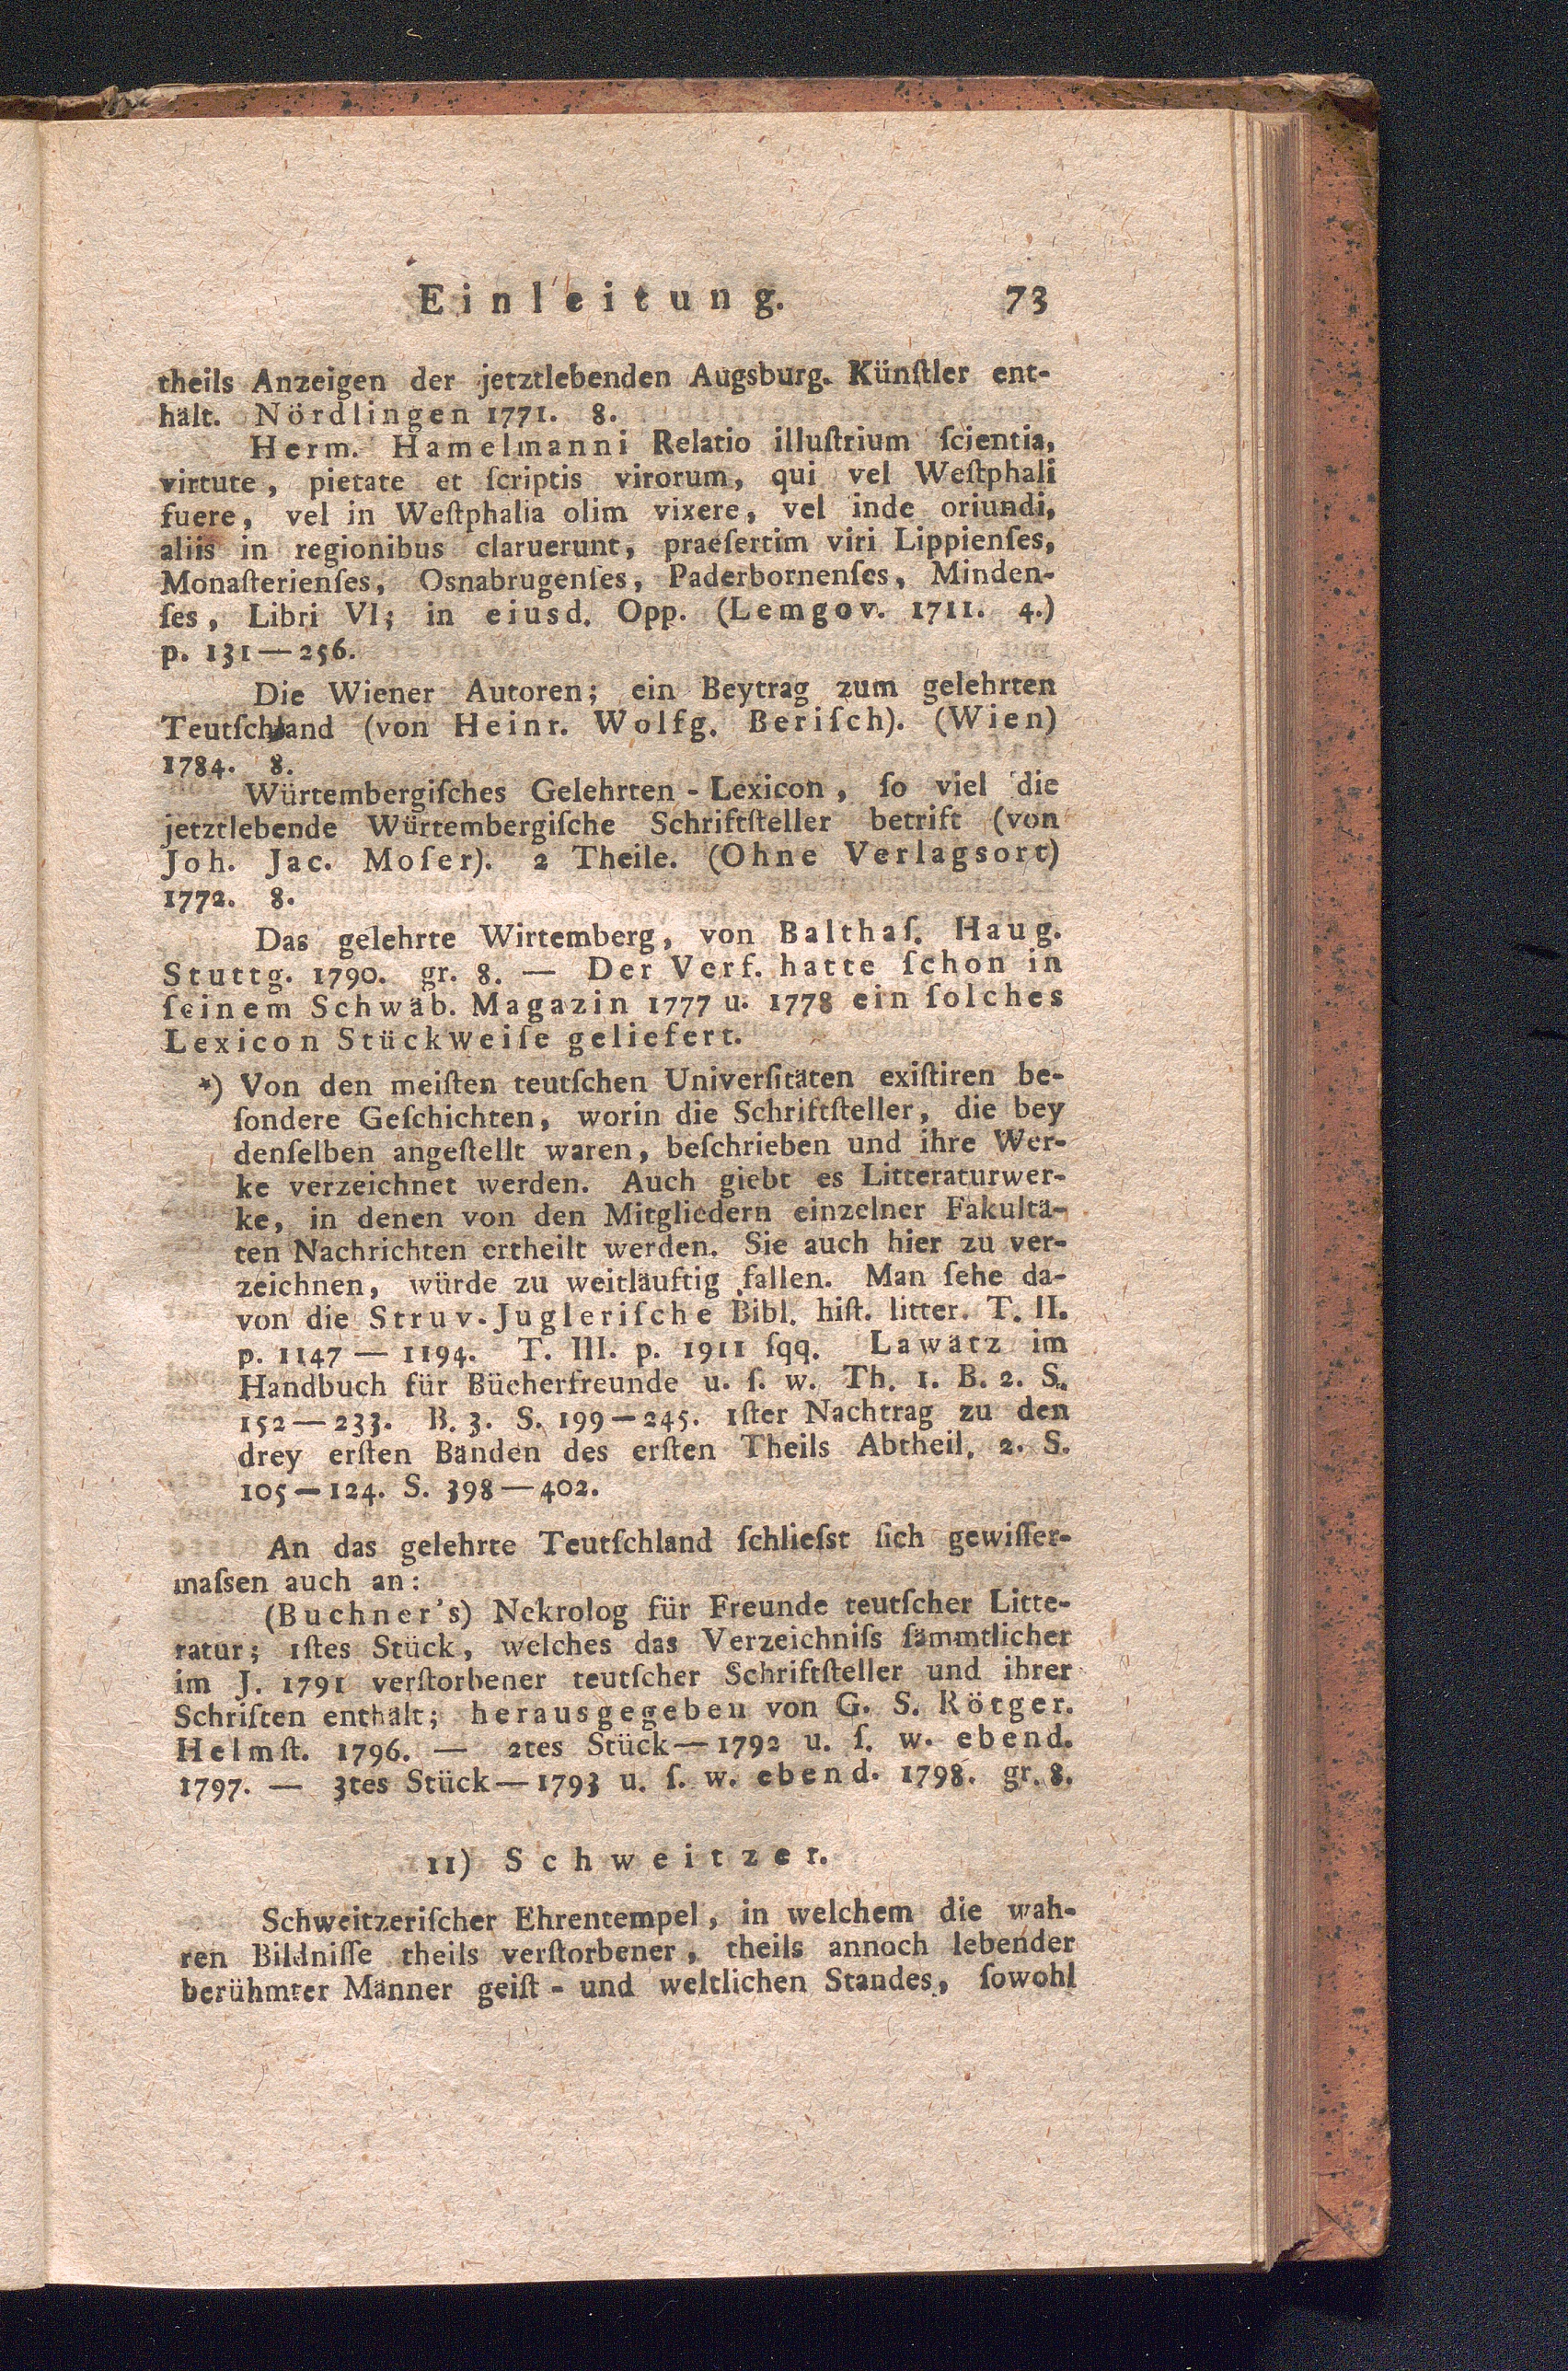 Einleitung. 73
theils Anzeigen der jetztlebenden Augsburg. Künſtler ent-
hält. Nördlingen 1771. 8.
Herm. Hamelmanni Relatio illuſtrium ſcientia,
virtute, pietate et ſcriptis virorum, qui vel Weſtphali
fuere, vel in Weſtphalia olim vixere, vel inde oriundi,
aliis in regionibus claruerunt, praeſertim viri Lippienſes,
Monaſterienſes, Osnabrugenſes, Paderbornenſes, Minden-
ſes, Libri VI; in eiusd. Opp. (Lemgov. 1711. 4.)
p. 131—256.
Die Wiener Autoren; ein Beytrag zum gelehrten
Teutſchland (von Heinr. Wolfg. Beriſch). (Wien)
1784. 8.
Würtembergiſches Gelehrten-Lexicon, ſo viel die
jetztlebende Würtembergiſche Schriftſteller betrift (von
Joh. Jac. Moſer). 2 Theile. (Ohne Verlagsort)
1772. 8.
Das gelehrte Wirtemberg, von Balthaſ. Haug.
Stuttg. 1790. gr. 8. — Der Verf. hatte ſchon in
ſeinem Schwäb. Magazin 1777 u. 1778 ein ſolches
Lexicon Stückweiſe geliefert.
*) Von den meiſten teutſchen Univerſitäten exiſtiren be-
ſondere Geſchichten, worin die Schriftſteller, die bey
denſelben angeſtellt waren, beſchrieben und ihre Wer-
ke verzeichnet werden. Auch giebt es Litteraturwer-
ke, in denen von den Mitgliedern einzelner Fakultä-
ten Nachrichten ertheilt werden. Sie auch hier zu ver-
zeichnen, würde zu weitläuftig fallen. Man ſehe da-
von die Struv-Jugleriſche Bibl. hiſt. litter. T. II.
p. 1147 — 1194. T. III. p. 1911 ſqq. Lawätz im
Handbuch für Bücherfreunde u. ſ. w. Th. 1. B. 2. S.
152—233. B. 3. S. 199—245. 1ſter Nachtrag zu den
drey erſten Bänden des erſten Theils Abtheil. 2. S.
105—124. S. 398—402.
An das gelehrte Teutſchland ſchlieſst ſich gewiſſer-
maſsen auch an:
(Buchner's) Nekrolog für Freunde teutſcher Litte-
ratur; 1ſtes Stück, welches das Verzeichniſs ſämmtlicher
im J. 1791 verſtorbener teutſcher Schriftſteller und ihrer
Schriften enthält; herausgegeben von G. S. Rötger.
Helmſt. 1796. — 2tes Stück—1792 u. ſ. w. ebend.
1797. — 3tes Stück—1793 u. ſ. w. ebend. 1798. gr. 8.
11) Schweitzer.
Schweitzeriſcher Ehrentempel, in welchem die wah-
ren Bildniſſe theils verſtorbener, theils annoch lebender
berühmter Männer geiſt- und weltlichen Standes, ſowohl